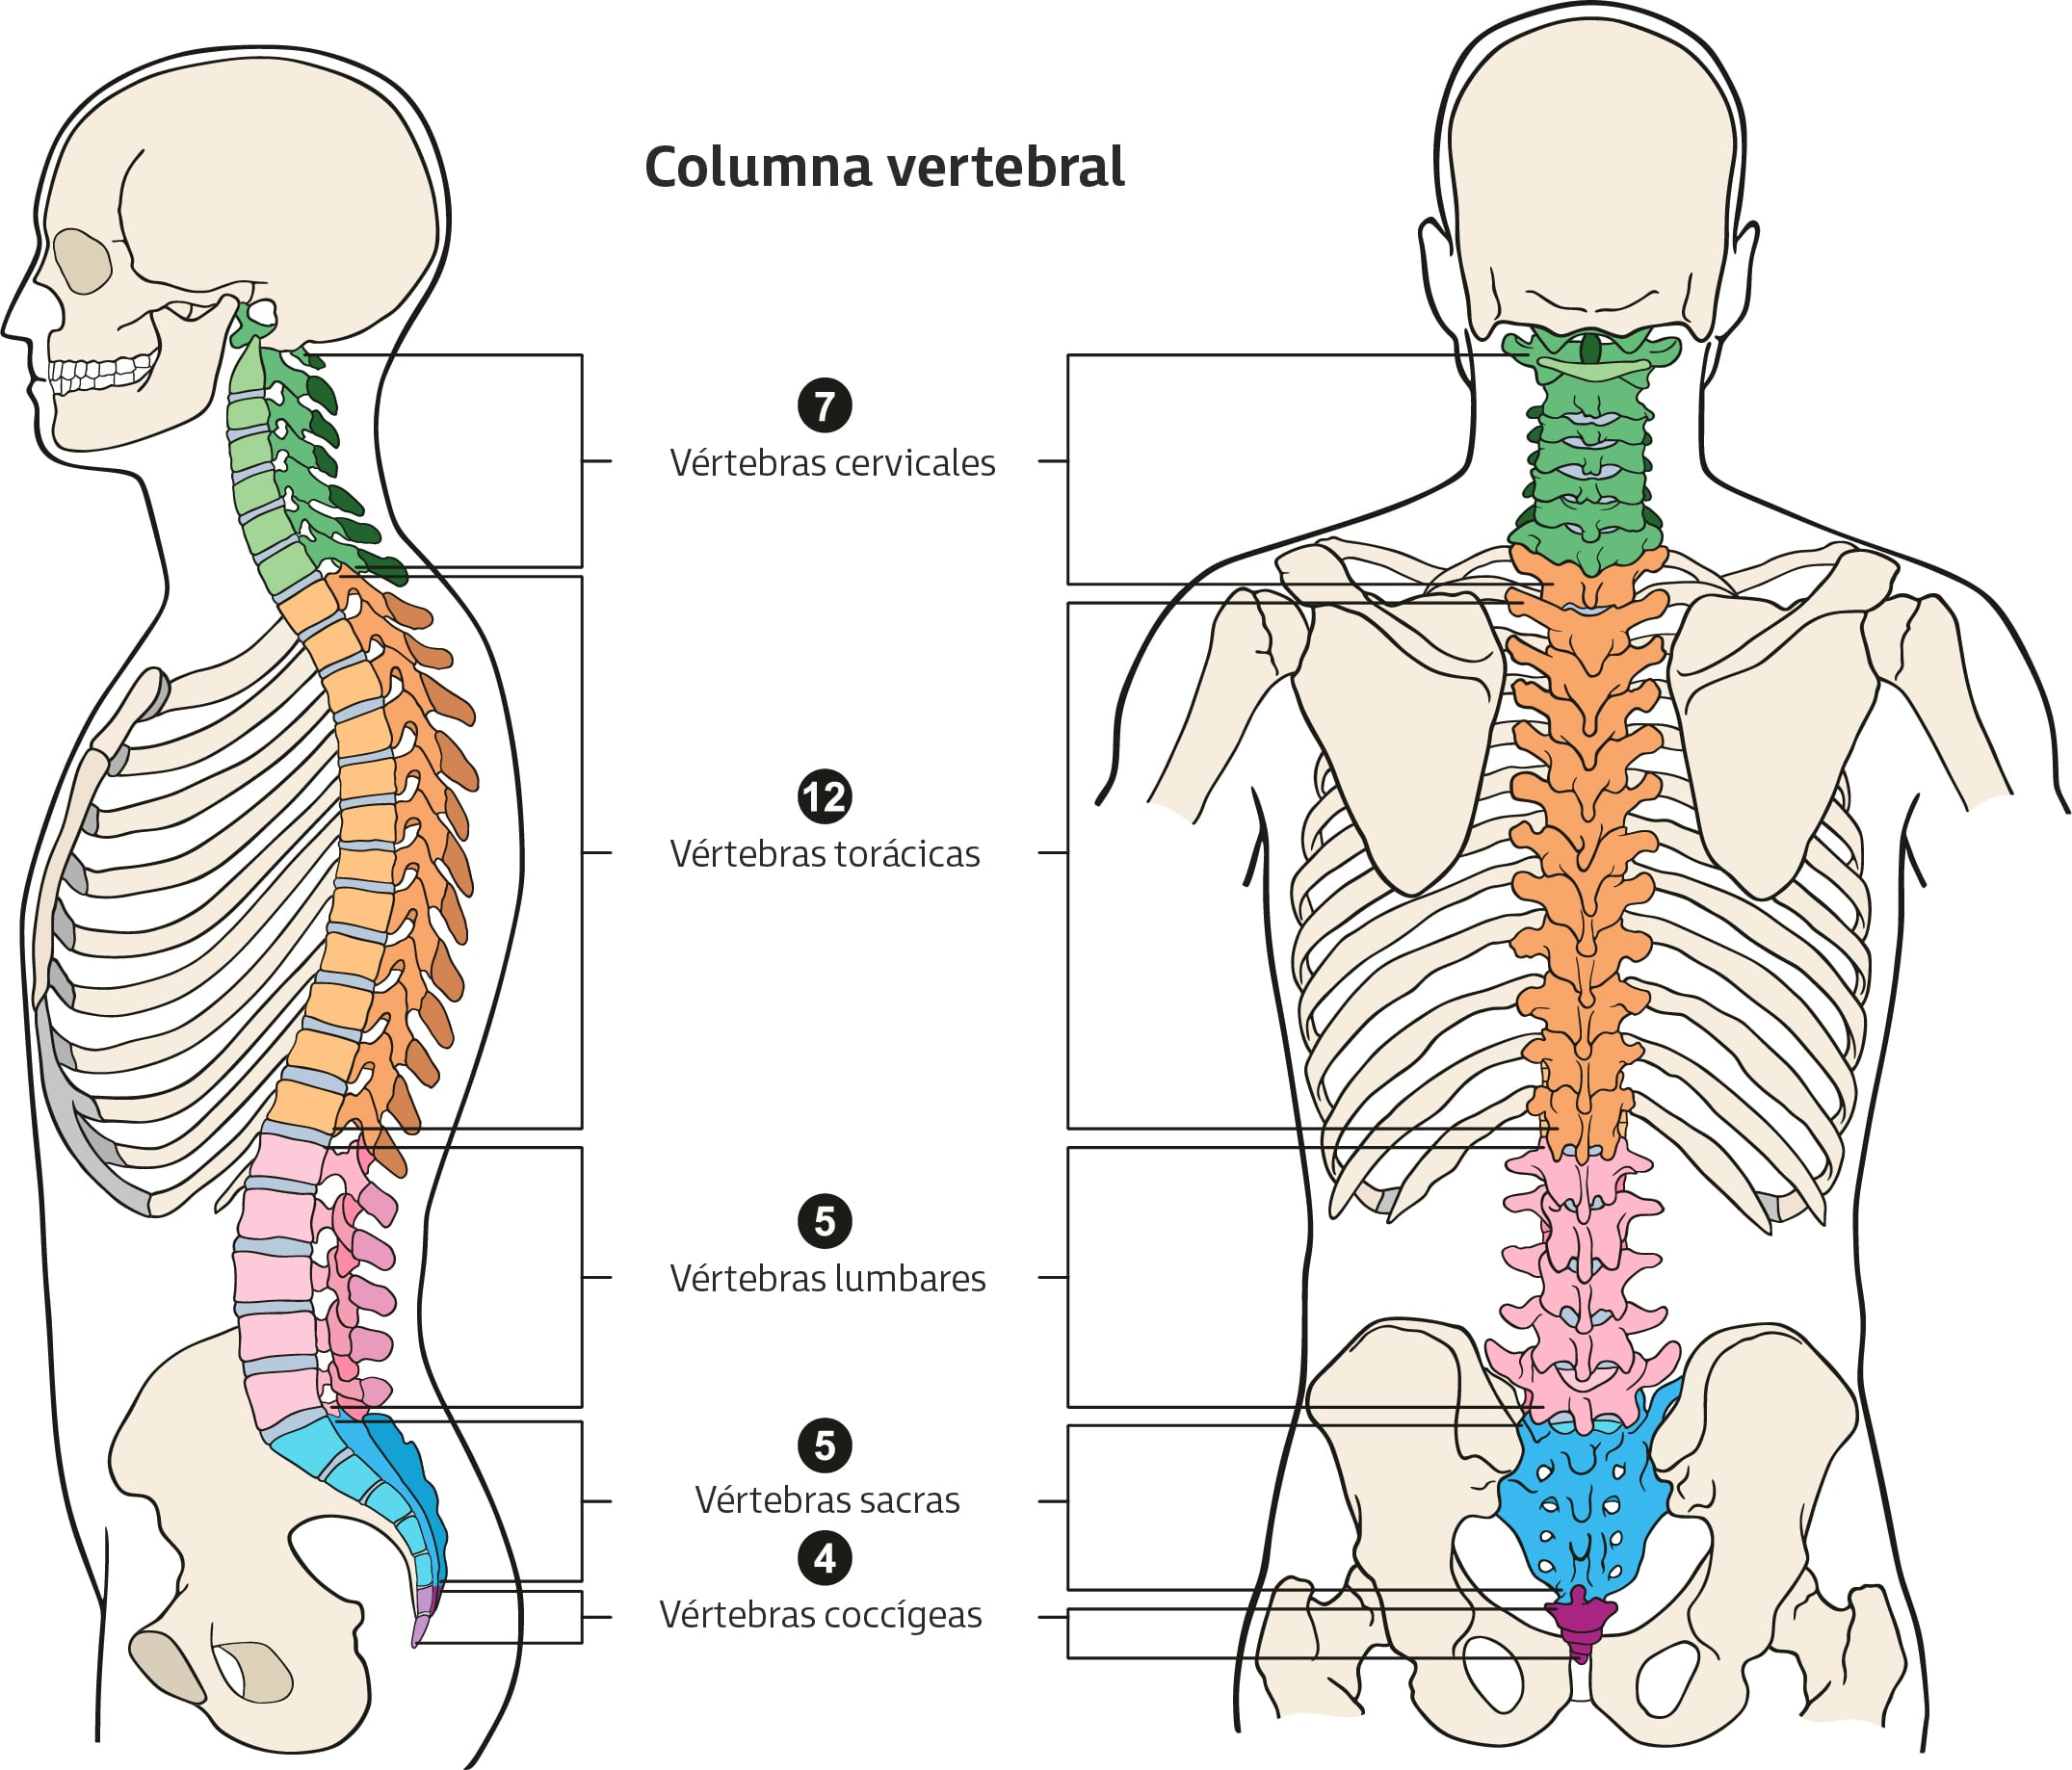 Columna vertebral
7
Vértebras cervicales
12
Vértebras torácicas
5
Vértebras lumbares
5
Vértebras sacras
4
Vértebras coccígeas